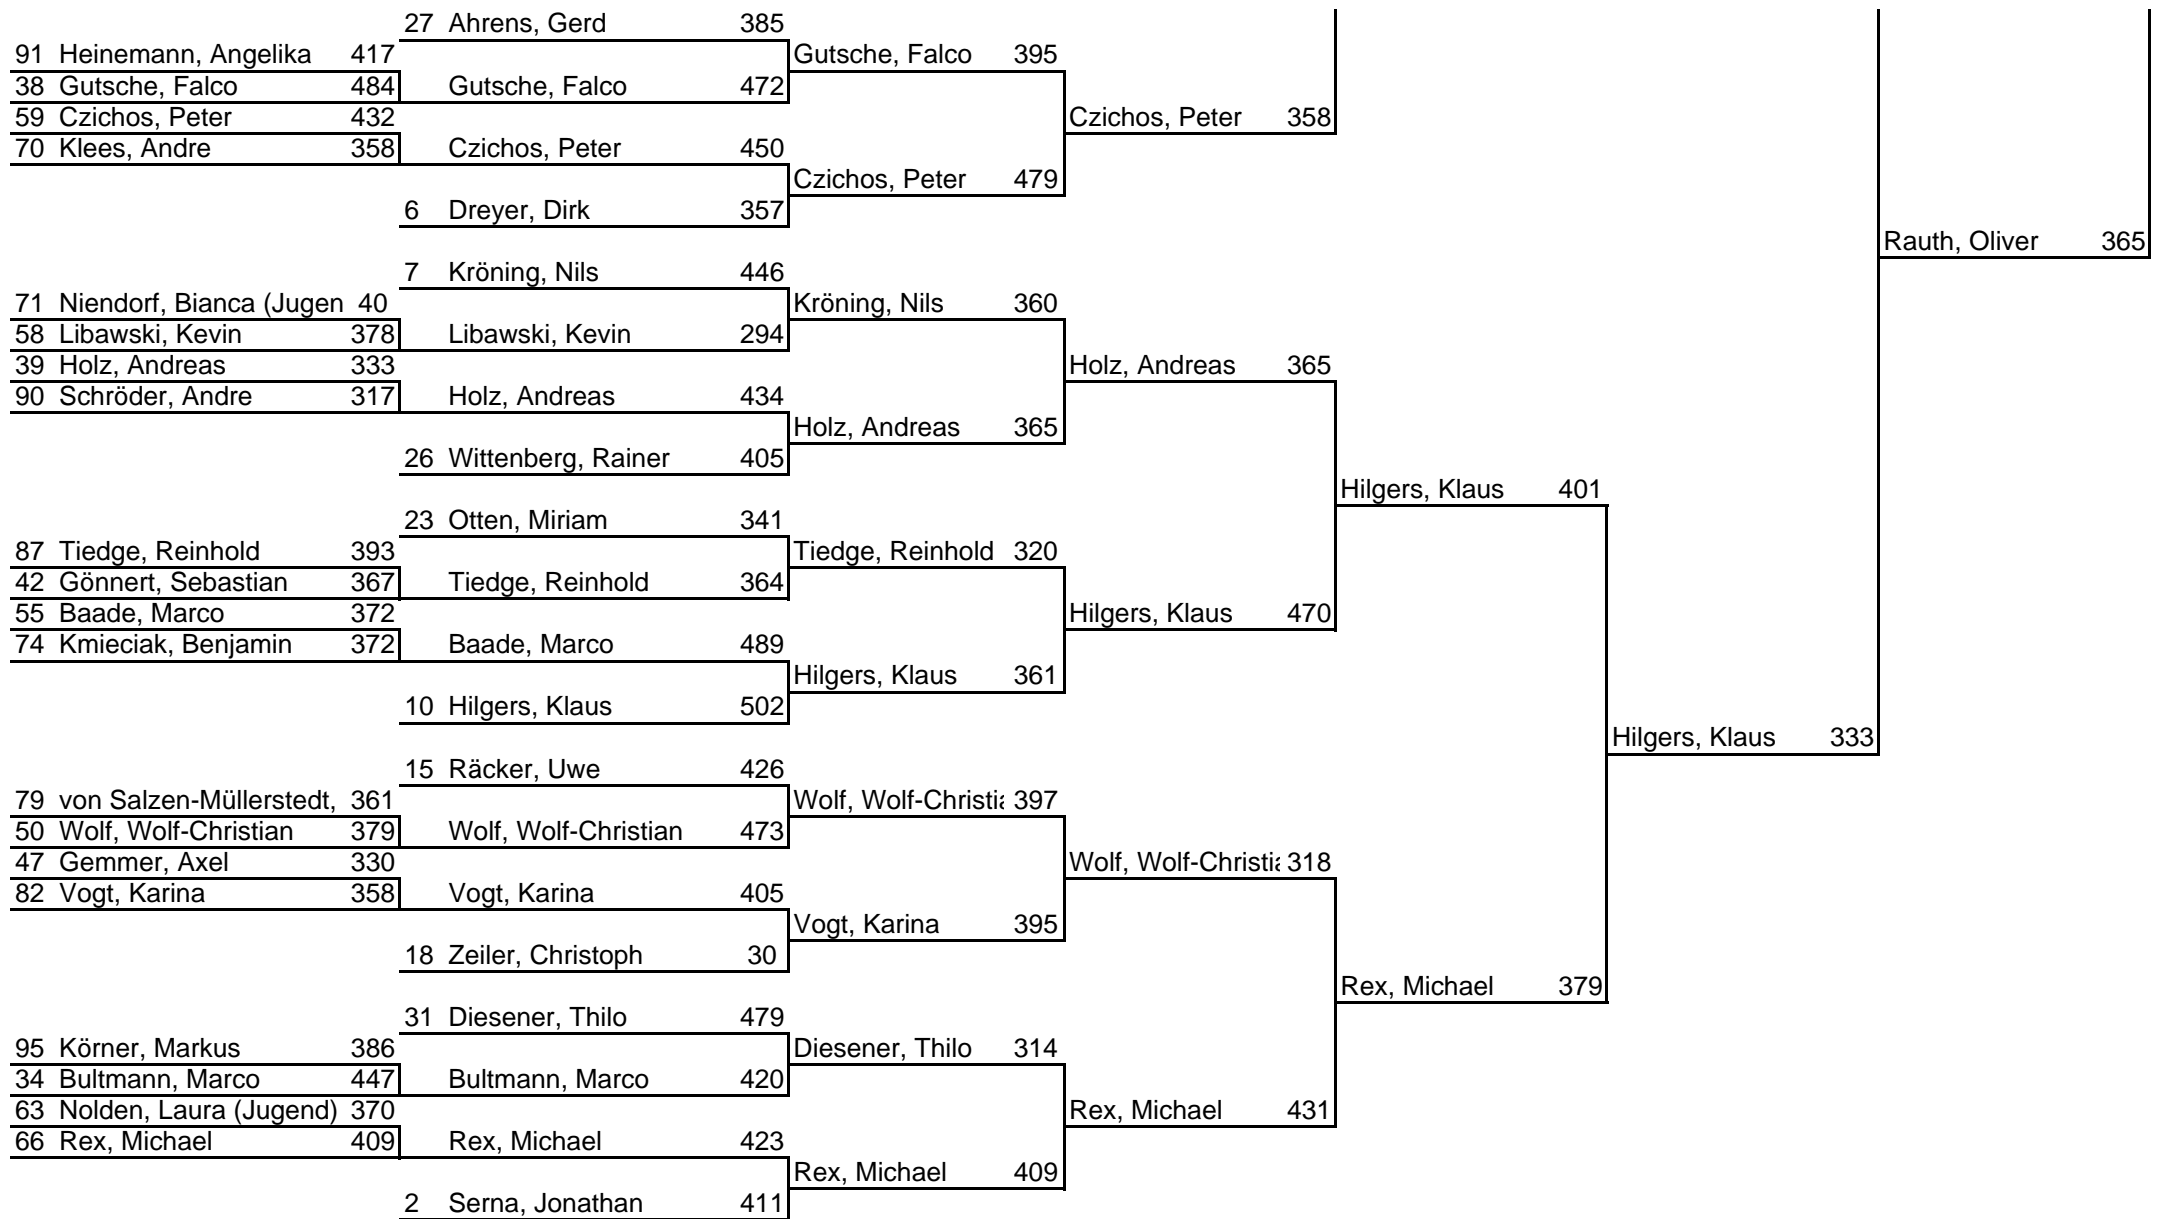 27 Ahrens, Gerd 385
91 Heinemann, Angelika 417 Gutsche, Falco 395
38 Gutsche, Falco 484 Gutsche, Falco 472
59 Czichos, Peter 432 Czichos, Peter 358
70 Klees, Andre 358 Czichos, Peter 450
Czichos, Peter 479
6 Dreyer, Dirk 357
Rauth, Oliver 365
7 Kröning, Nils 446
71 Niendorf, Bianca (Jugen 40 Kröning, Nils 360
58 Libawski, Kevin 378 Libawski, Kevin 294
39 Holz, Andreas 333 Holz, Andreas 365
90 Schröder, Andre 317 Holz, Andreas 434
Holz, Andreas 365
26 Wittenberg, Rainer 405
Hilgers, Klaus 401
23 Otten, Miriam 341
87 Tiedge, Reinhold 393 Tiedge, Reinhold 320
42 Gönnert, Sebastian 367 Tiedge, Reinhold 364
55 Baade, Marco 372 Hilgers, Klaus 470
74 Kmieciak, Benjamin 372 Baade, Marco 489
Hilgers, Klaus 361
10 Hilgers, Klaus 502
Hilgers, Klaus 333
15 Räcker, Uwe 426
79 von Salzen-Müllerstedt, 361 Wolf, Wolf-Christia 397
50 Wolf, Wolf-Christian 379 Wolf, Wolf-Christian 473
47 Gemmer, Axel 330 Wolf, Wolf-Christia 318
82 Vogt, Karina 358 Vogt, Karina 405
Vogt, Karina 395
18 Zeiler, Christoph 30
Rex, Michael 379
31 Diesener, Thilo 479
95 Körner, Markus 386 Diesener, Thilo 314
34 Bultmann, Marco 447 Bultmann, Marco 420
63 Nolden, Laura (Jugend) 370 Rex, Michael 431
66 Rex, Michael 409 Rex, Michael 423
Rex, Michael 409
2 Serna, Jonathan 411